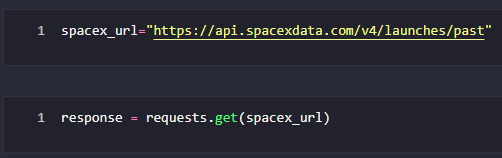 1 spacex_url="https://api.spacexdata.com/v4/launches/past"
1 response = requests.get(spacex_url)